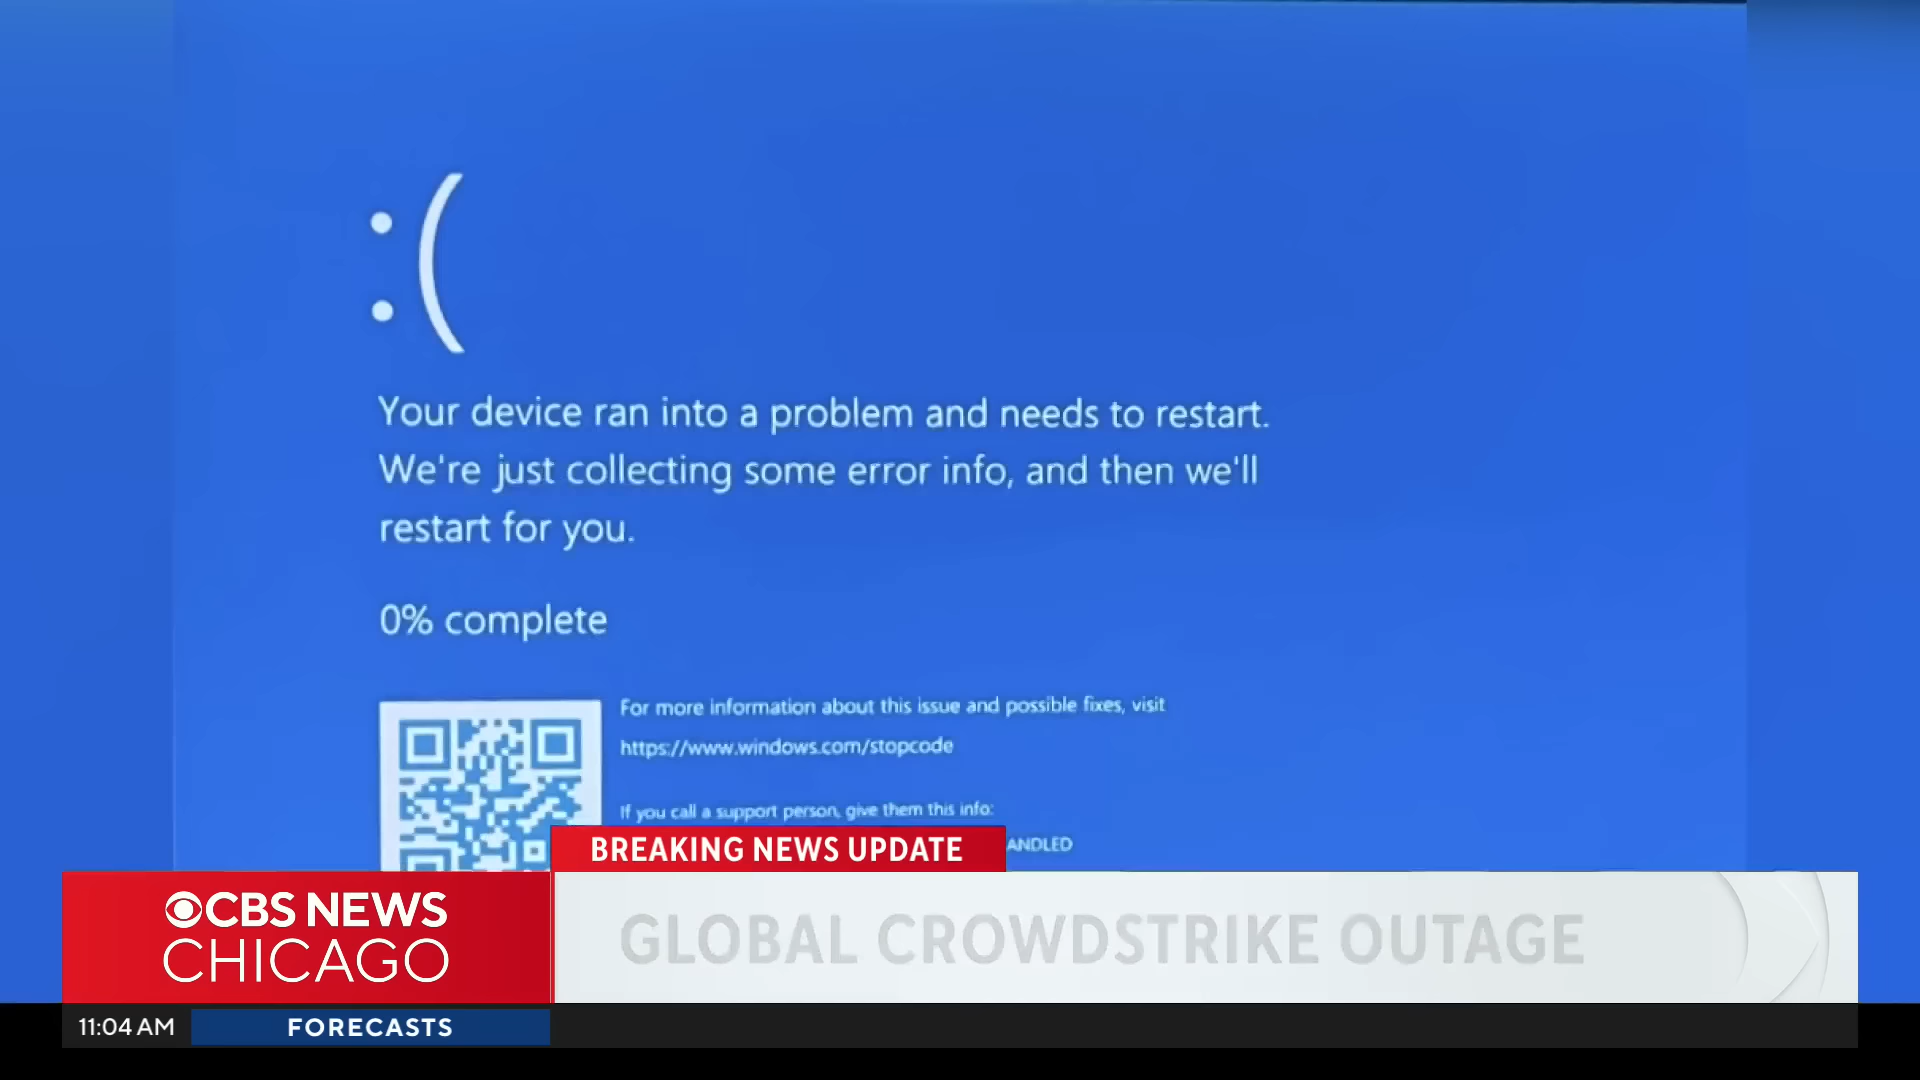 :(
Your device ran into a problem and needs to restart.
We're just collecting some error info, and then we'll
restart for you.
0% complete
For more information about this issue and possible fixes, visit
https://www.windows.com/stopcode
If you call a support person, give them this info:
ANDLED
BREAKING NEWS UPDATE
CBS NEWS
CHICAGO
GLOBAL CROWDSTRIKE OUTAGE
11:04 AM
FORECASTS